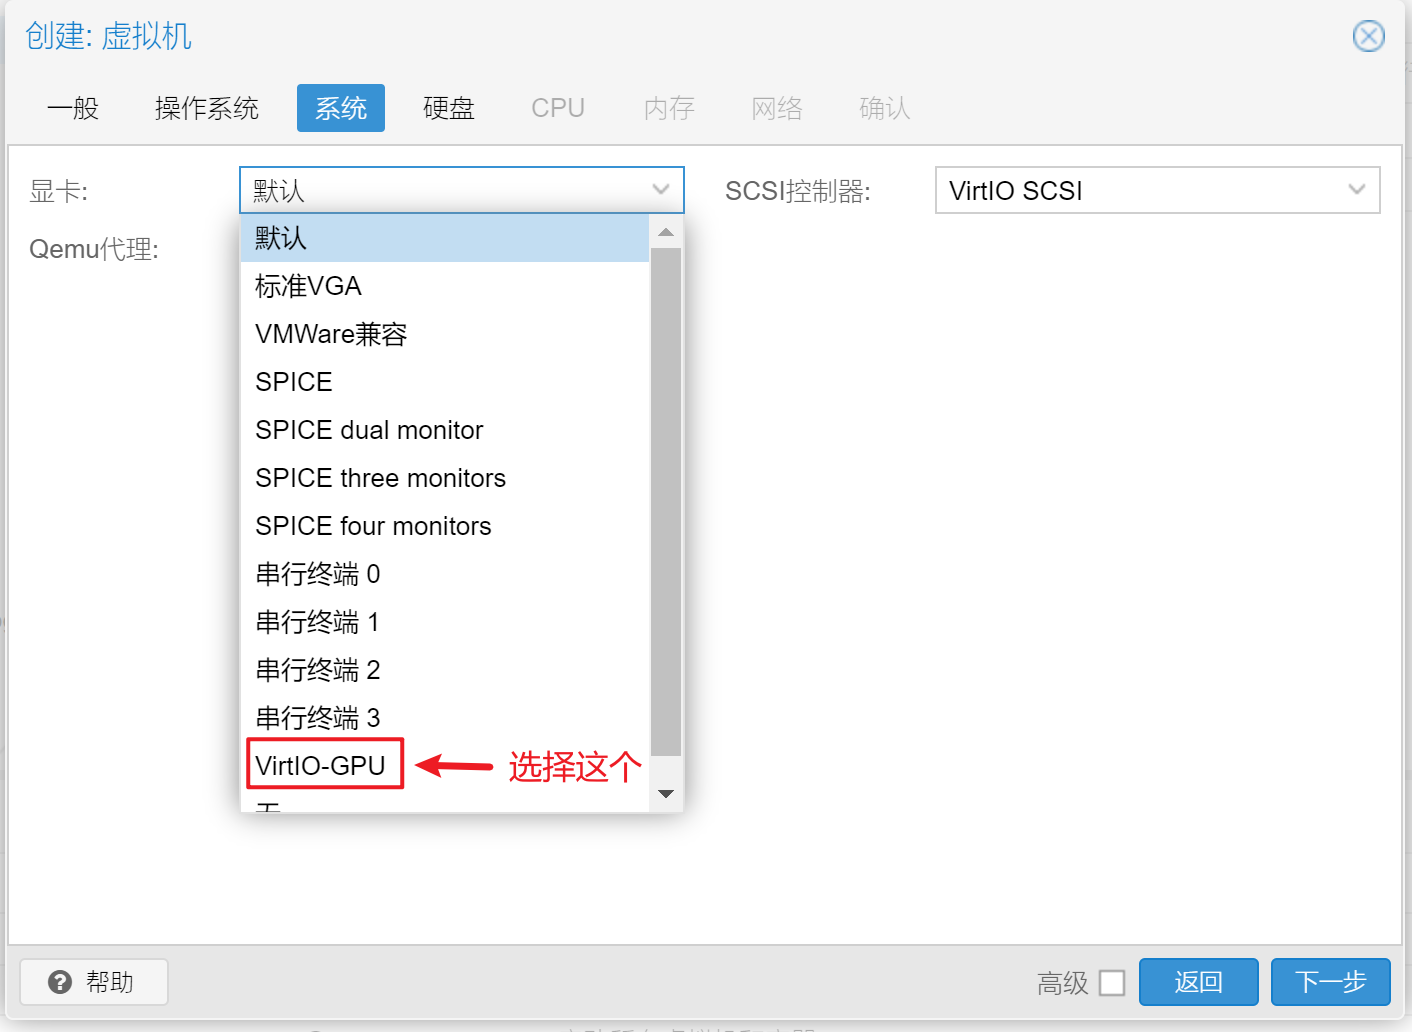 创建: 虚拟机
一般 操作系统 系统 硬盘 CPU 内存 网络 确认
显卡: 默认 SCSI控制器: VirtIO SCSI
Qemu代理:
默认
标准VGA
VMWare兼容
SPICE
SPICE dual monitor
SPICE three monitors
SPICE four monitors
串行终端 0
串行终端 1
串行终端 2
串行终端 3
VirtIO-GPU 选择这个
无
帮助 高级 返回 下一步